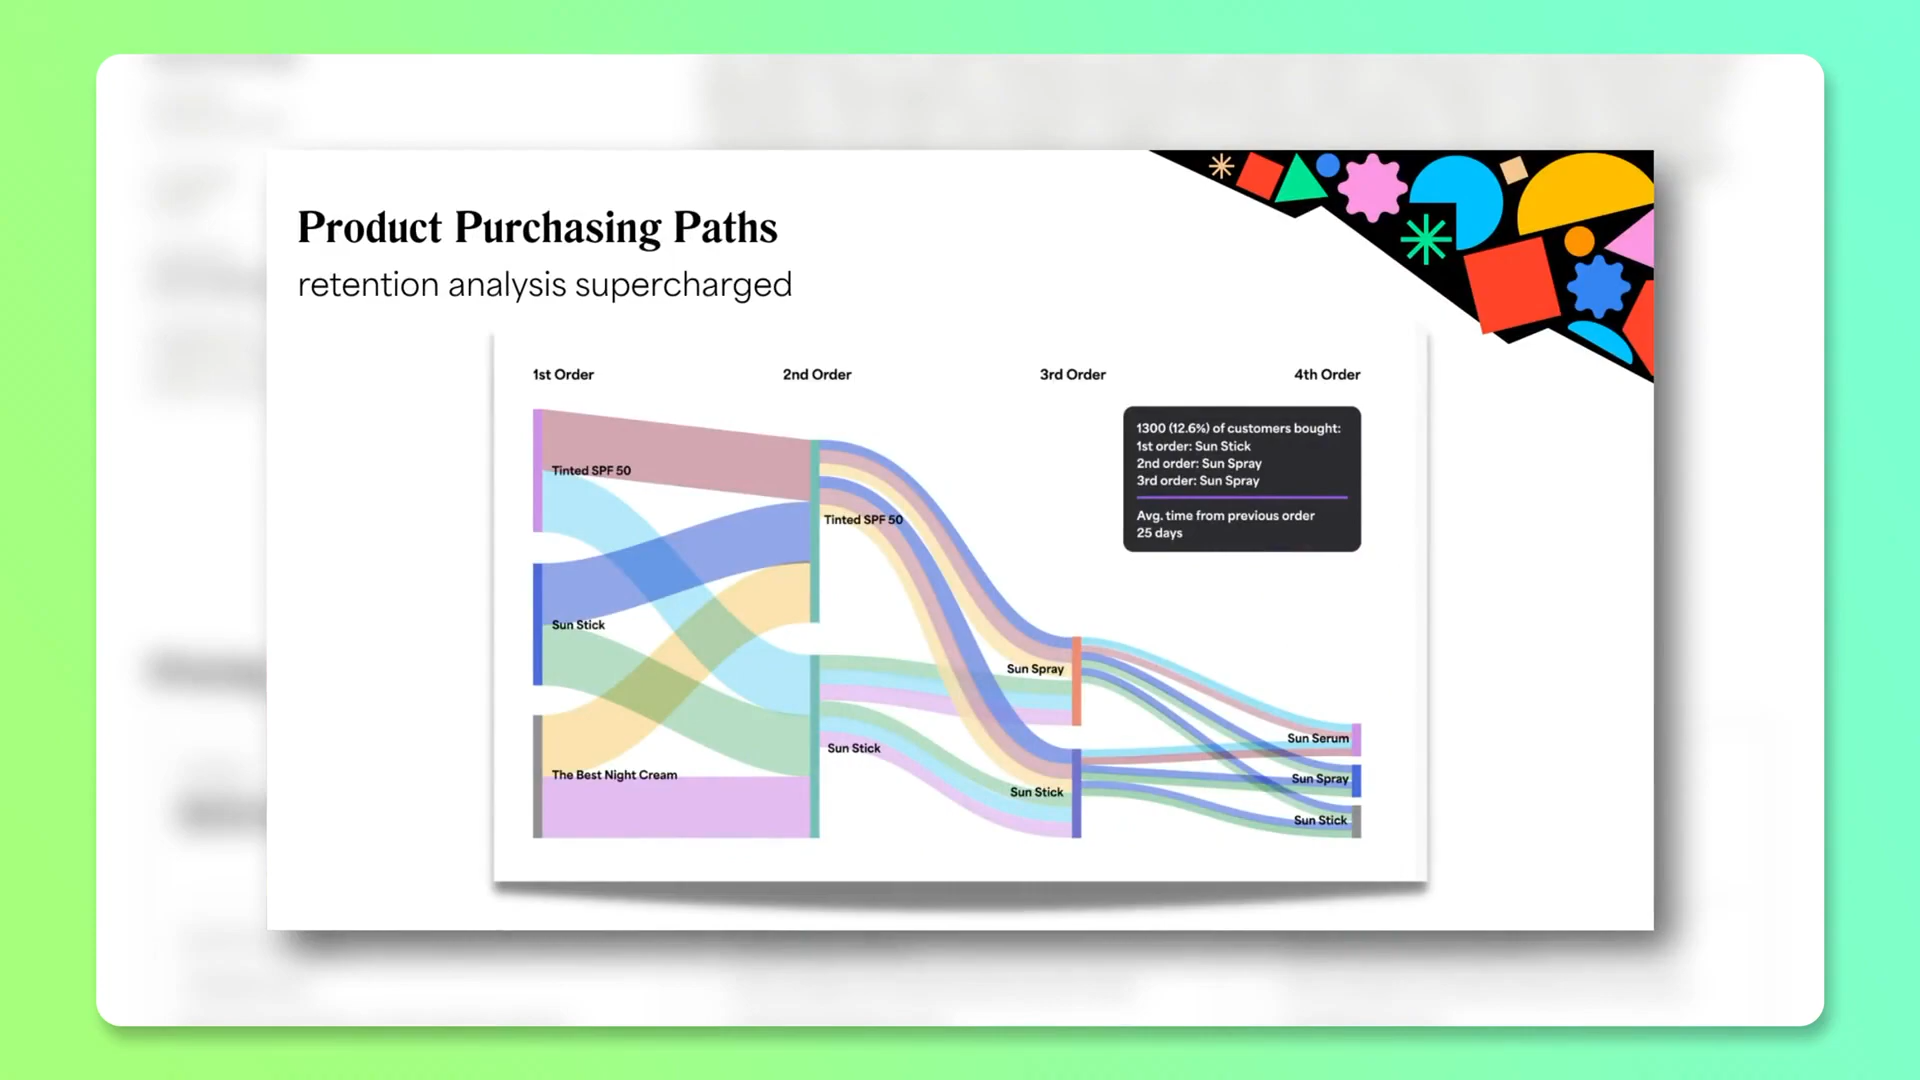 Product Purchasing Paths
retention analysis supercharged
1st Order
2nd Order
3rd Order
4th Order
1300 (12.6%) of customers bought:
1st order: Sun Stick
2nd order: Sun Spray
3rd order: Sun Spray
Avg. time from previous order
25 days
Tinted SPF 50
Sun Stick
The Best Night Cream
Tinted SPF 50
Sun Stick
Sun Spray
Sun Stick
Sun Serum
Sun Spray
Sun Stick